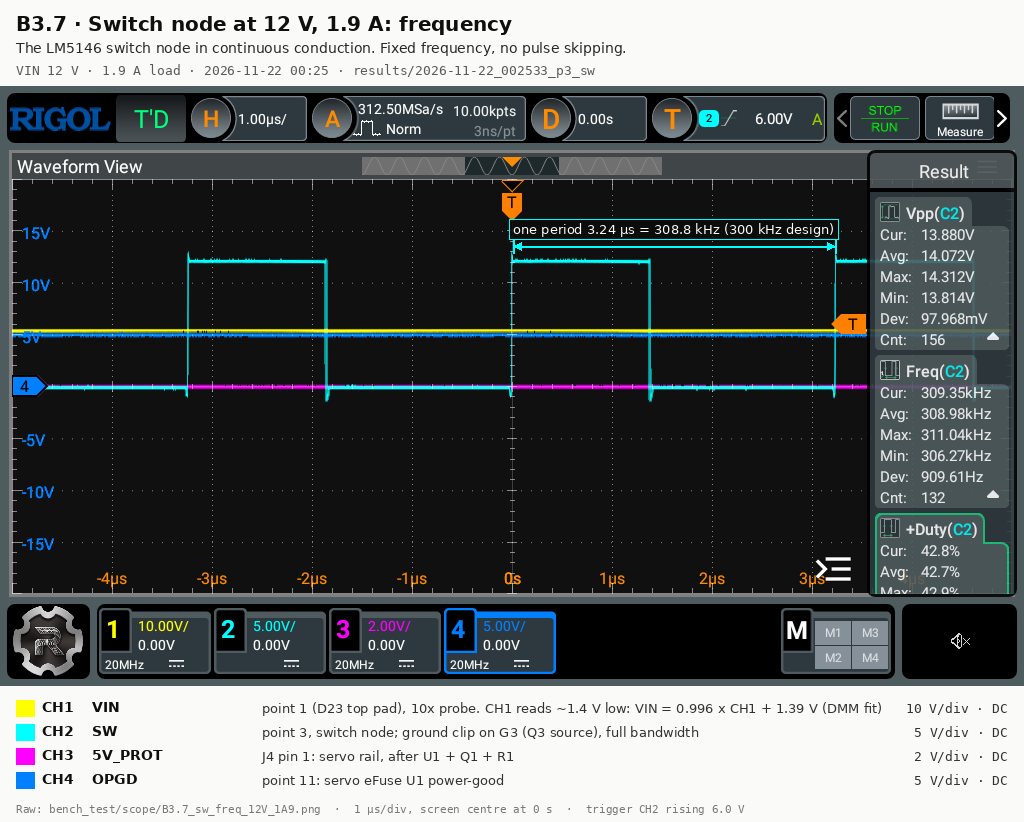 B3.7 · Switch node at 12 V, 1.9 A: frequency
The LM5146 switch node in continuous conduction. Fixed frequency, no pulse skipping.
VIN 12 V · 1.9 A load · 2026-11-22 00:25 · results/2026-11-22_002533_p3_sw
RIGOL T'D H 1.00µs/ A 312.50MSa/s 10.00kpts Norm 3ns/pt D 0.00s T 2 6.00V A STOP RUN Measure
Waveform View
Result
T
one period 3.24 µs = 308.8 kHz (300 kHz design)
15V
10V
5V
-5V
-10V
-15V
T
4
-4µs -3µs -2µs -1µs 0s 1µs 2µs 3µs
Vpp(C2)
Cur: 13.880V
Avg: 14.072V
Max: 14.312V
Min: 13.814V
Dev: 97.968mV
Cnt: 156
Freq(C2)
Cur: 309.35kHz
Avg: 308.98kHz
Max: 311.04kHz
Min: 306.27kHz
Dev: 909.61Hz
Cnt: 132
+Duty(C2)
Cur: 42.8%
Avg: 42.7%
Max: 42.9%
1 10.00V/ 0.00V 20MHz
2 5.00V/ 0.00V
3 2.00V/ 0.00V 20MHz
4 5.00V/ 0.00V 20MHz
M M1 M3 M2 M4
CH1 VIN point 1 (D23 top pad), 10x probe. CH1 reads ~1.4 V low: VIN = 0.996 x CH1 + 1.39 V (DMM fit) 10 V/div · DC
CH2 SW point 3, switch node; ground clip on G3 (Q3 source), full bandwidth 5 V/div · DC
CH3 5V_PROT J4 pin 1: servo rail, after U1 + Q1 + R1 2 V/div · DC
CH4 OPGD point 11: servo eFuse U1 power-good 5 V/div · DC
Raw: bench_test/scope/B3.7_sw_freq_12V_1A9.png · 1 µs/div, screen centre at 0 s · trigger CH2 rising 6.0 V